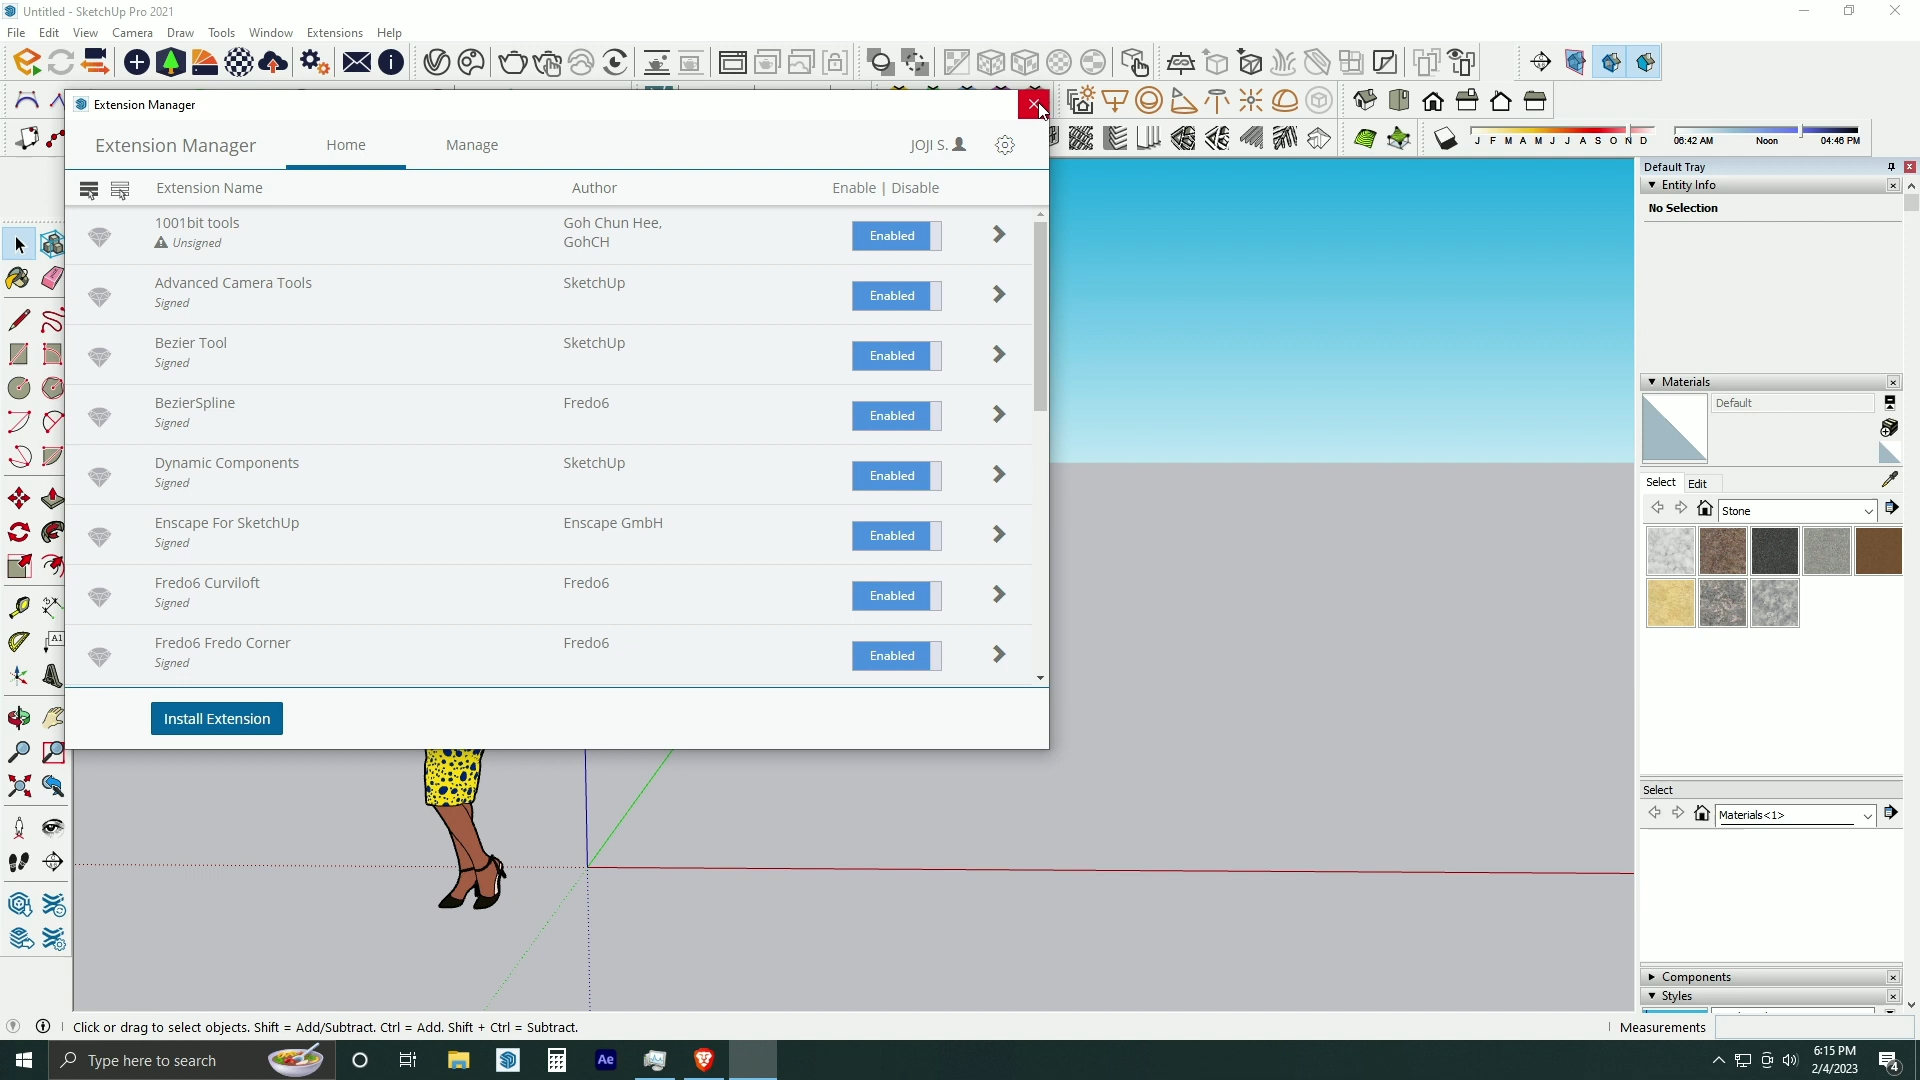 Untitled - SketchUp Pro 2021
File Edit View Camera Draw Tools Window Extensions Help
Extension Manager
Extension Manager Home Manage JOJI S.
Extension Name Author Enable | Disable
1001bit tools Goh Chun Hee, GohCH Enabled
Unsigned
Advanced Camera Tools SketchUp Enabled
Signed
Bezier Tool SketchUp Enabled
Signed
BezierSpline Fredo6 Enabled
Signed
Dynamic Components SketchUp Enabled
Signed
Enscape For SketchUp Enscape GmbH Enabled
Signed
Fredo6 Curviloft Fredo6 Enabled
Signed
Fredo6 Fredo Corner Fredo6 Enabled
Signed
Install Extension
J F M A M J J A S O N D 06:42 AM Noon 04:46 PM
Default Tray
Entity Info
No Selection
Materials
Default
Select Edit
Stone
Select
Materials<1>
Components
Styles
A1
Click or drag to select objects. Shift = Add/Subtract. Ctrl = Add. Shift + Ctrl = Subtract.
Measurements
Type here to search
Ae
6:15 PM
2/4/2023
4